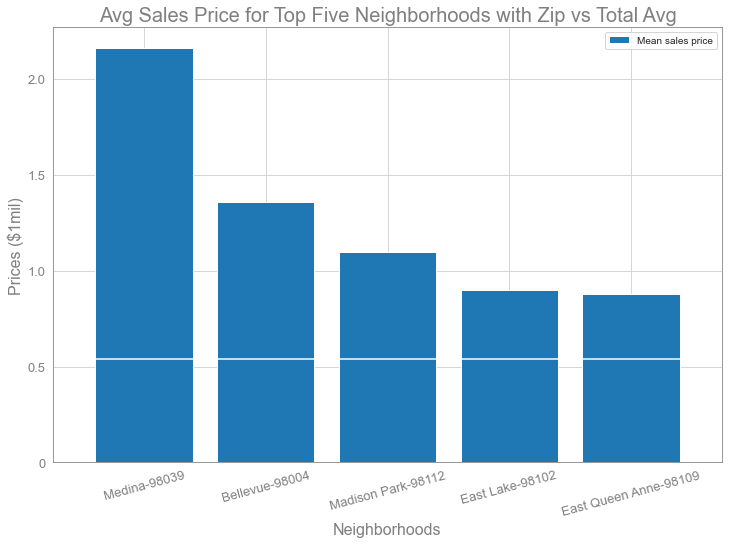 Avg Sales Price for Top Five Neighborhoods with Zip vs Total Avg
Mean sales price
Prices ($1mil)
2.0
1.5
1.0
0.5
0
Medina-98039
Bellevue-98004
Madison Park-98112
East Lake-98102
East Queen Anne-98109
Neighborhoods